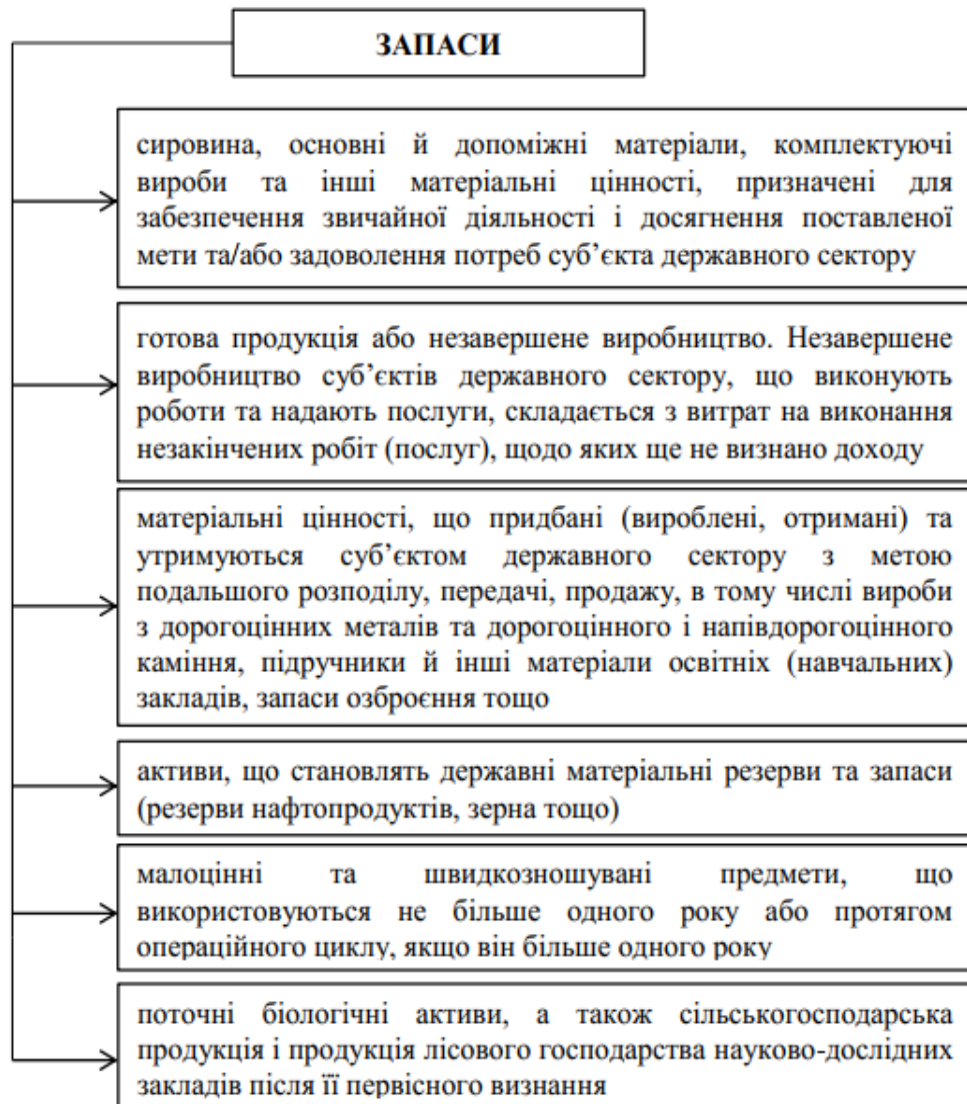 ЗАПАСИ
сировина, основні й допоміжні матеріали, комплектуючі
вироби та інші матеріальні цінності, призначені для
забезпечення звичайної діяльності і досягнення поставленої
мети та/або задоволення потреб суб’єкта державного сектору
готова продукція або незавершене виробництво. Незавершене
виробництво суб’єктів державного сектору, що виконують
роботи та надають послуги, складається з витрат на виконання
незакінчених робіт (послуг), щодо яких ще не визнано доходу
матеріальні цінності, що придбані (вироблені, отримані) та
утримуються суб’єктом державного сектору з метою
подальшого розподілу, передачі, продажу, в тому числі вироби
з дорогоцінних металів та дорогоцінного і напівдорогоцінного
каміння, підручники й інші матеріали освітніх (навчальних)
закладів, запаси озброєння тощо
активи, що становлять державні матеріальні резерви та запаси
(резерви нафтопродуктів, зерна тощо)
малоцінні та швидкозношувані предмети, що
використовуються не більше одного року або протягом
операційного циклу, якщо він більше одного року
поточні біологічні активи, а також сільськогосподарська
продукція і продукція лісового господарства науково-дослідних
закладів після її первісного визнання